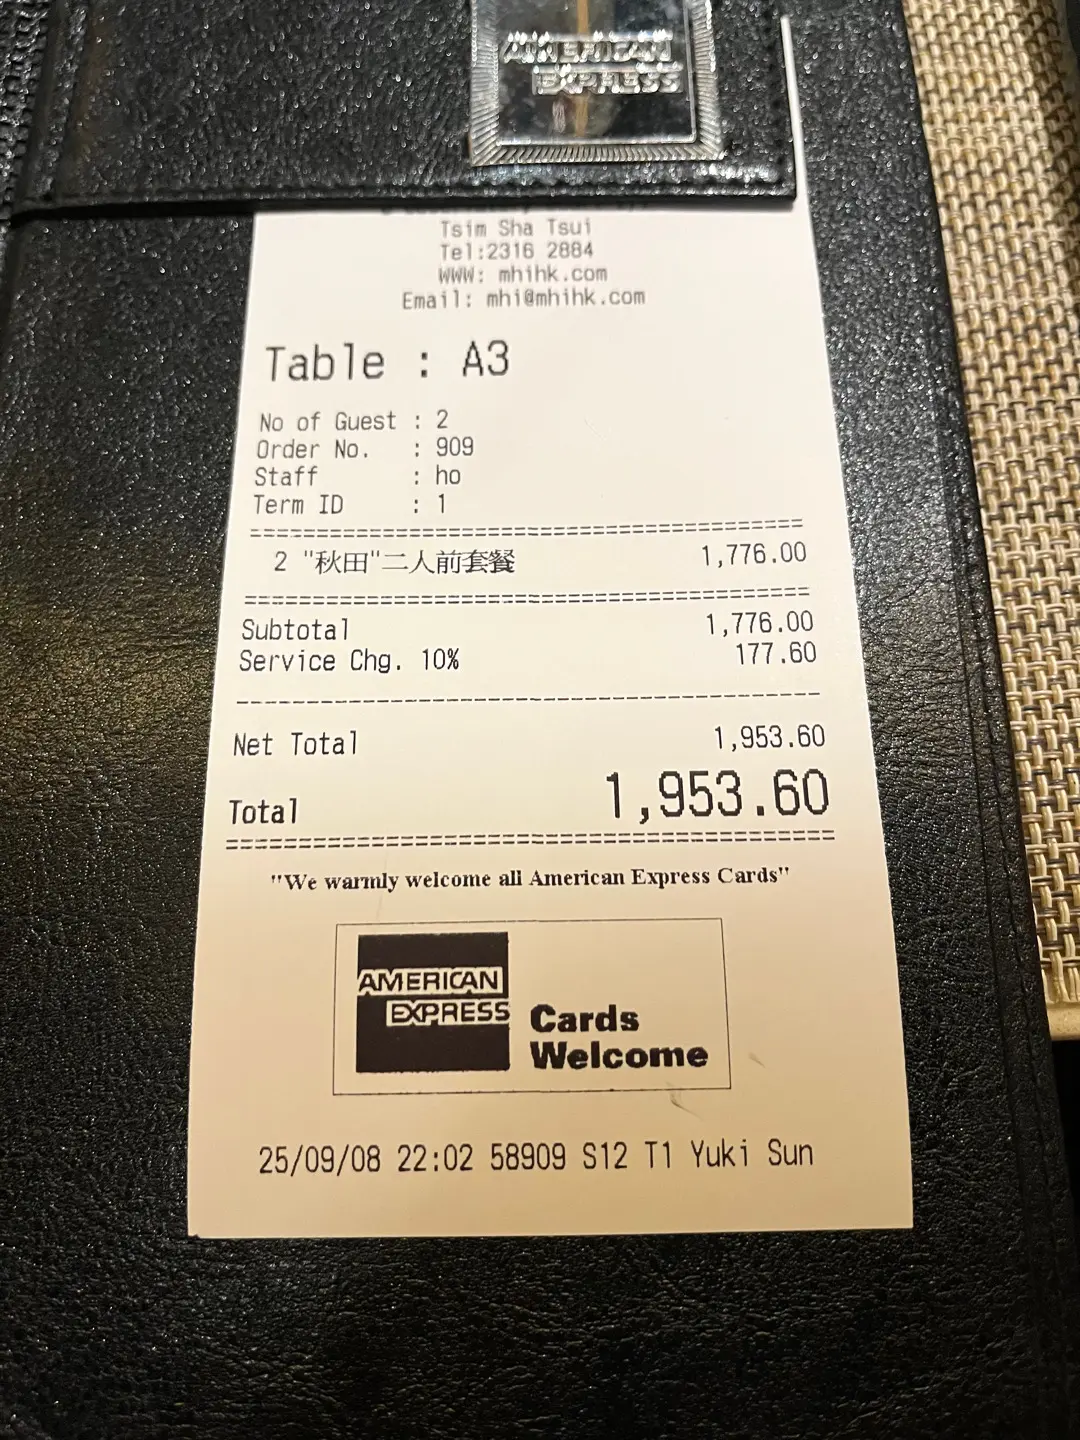 AMERICAN
EXPRESS
Tsim Sha Tsui
Tel:2316 2884
WWW: mhihk.com
Email: mhi@mhihk.com
Table : A3
No of Guest : 2
Order No. : 909
Staff : ho
Term ID : 1
2 "秋田"二人前套餐 1,776.00
Subtotal 1,776.00
Service Chg. 10% 177.60
Net Total 1,953.60
Total 1,953.60
"We warmly welcome all American Express Cards"
AMERICAN
EXPRESS
Cards
Welcome
25/09/08 22:02 58909 S12 T1 Yuki Sun